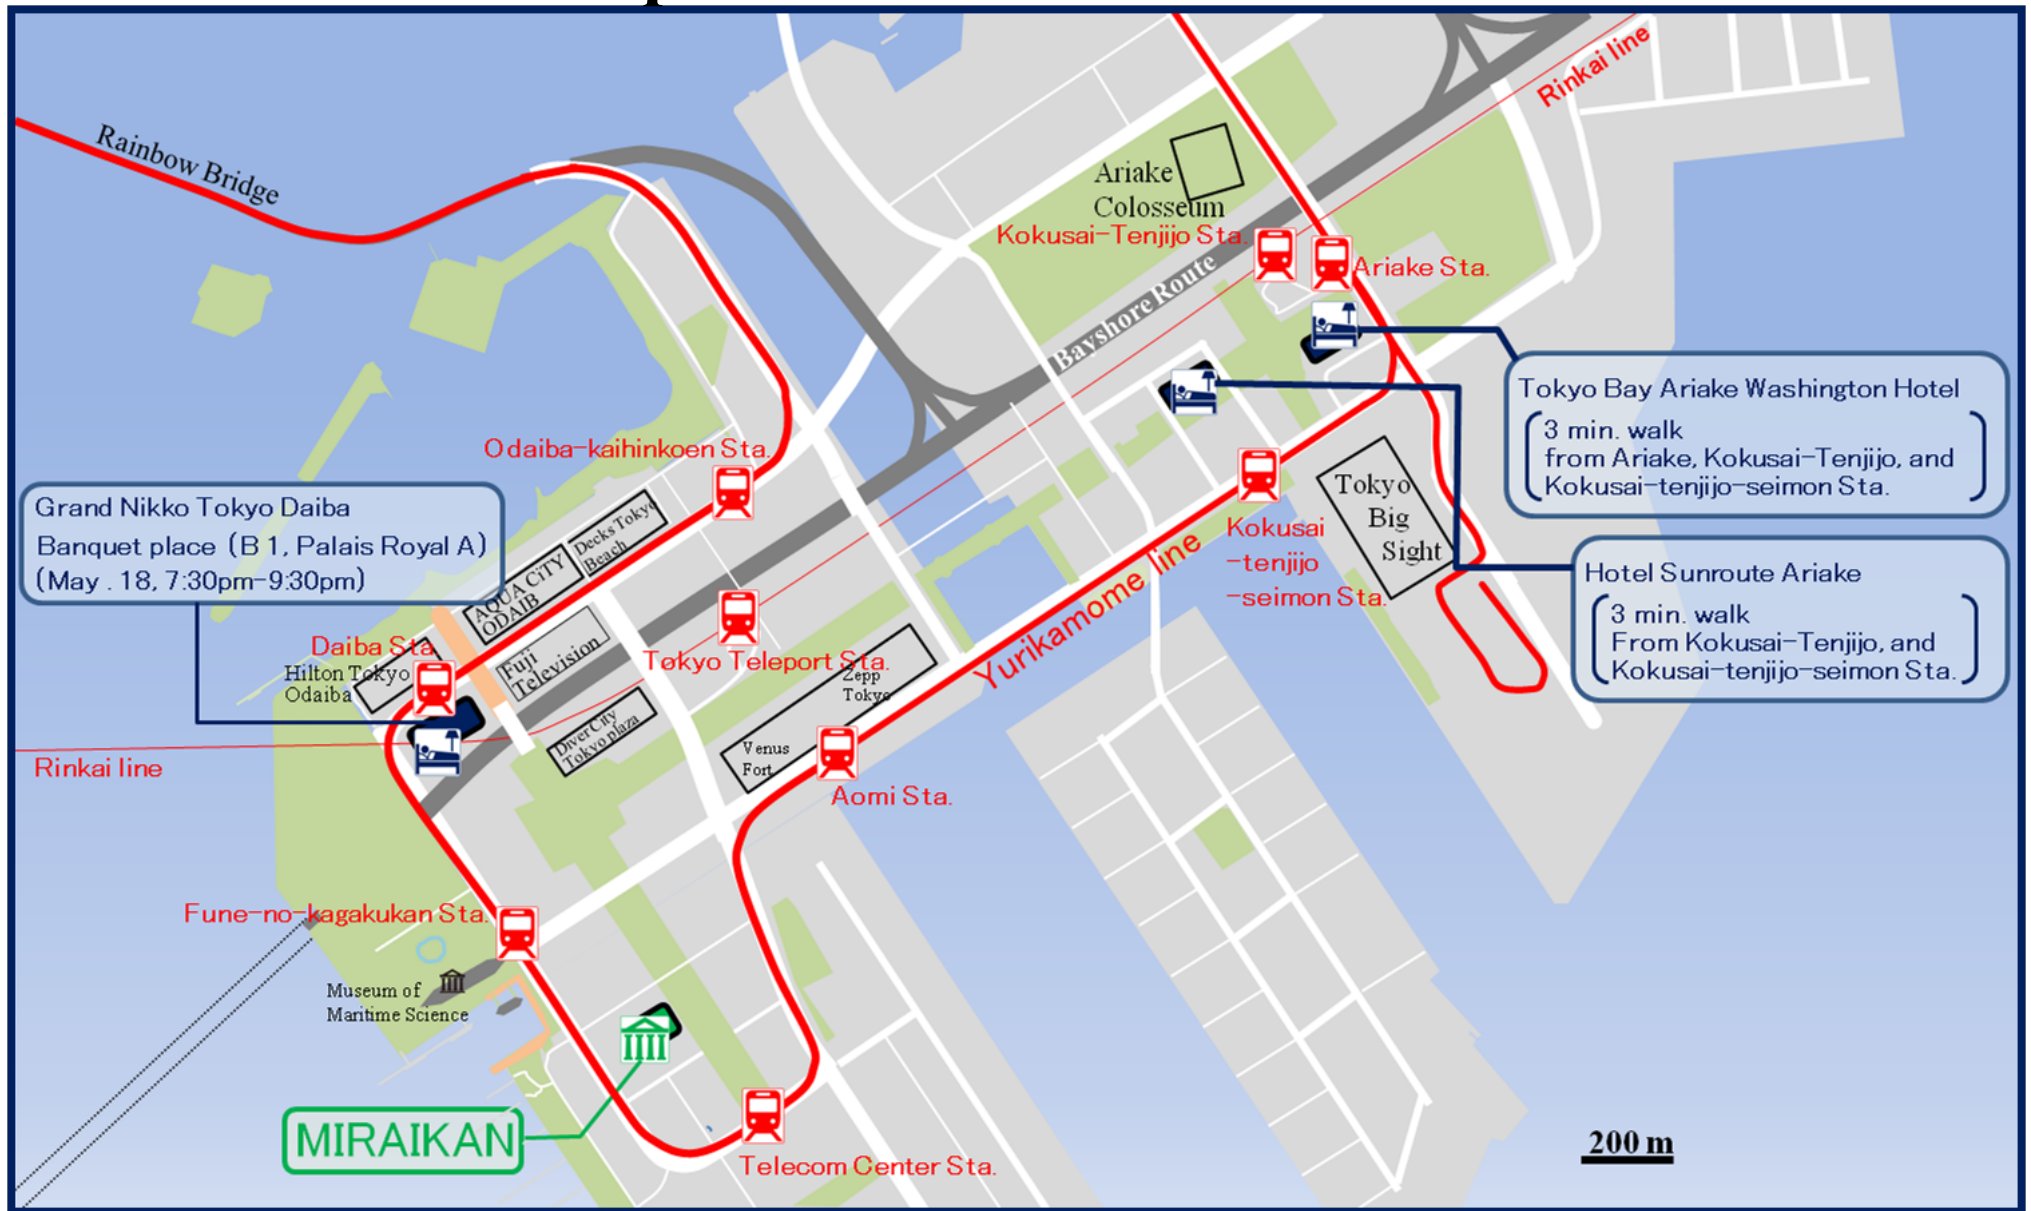 Rainbow Bridge
Rinkai line
Ariake
Colosseum
Kokusai-Tenjijo Sta.
Ariake Sta.
Bayshore Route
Tokyo Bay Ariake Washington Hotel
3 min. walk
from Ariake, Kokusai-Tenjijo, and
Kokusai-tenjijo-seimon Sta.
Odaiba-kaihinkoen Sta.
Grand Nikko Tokyo Daiba
Banquet place (B 1, Palais Royal A)
(May . 18, 7:30pm-9:30pm)
Decks Tokyo
Beach
AQUA CiTY
ODAIB
Tokyo
Big
Sight
Kokusai
-tenjijo
-seimon Sta.
Hotel Sunroute Ariake
3 min. walk
From Kokusai-Tenjijo, and
Kokusai-tenjijo-seimon Sta.
Yurikamome line
Daiba Sta.
Hilton Tokyo
Odaiba
Fuji
Television
Tokyo Teleport Sta.
Zepp
Tokyo
DiverCity
Tokyo plaza
Venus
Fort
Rinkai line
Aomi Sta.
Fune-no-kagakukan Sta.
Museum of
Maritime Science
MIRAIKAN
Telecom Center Sta.
200 m